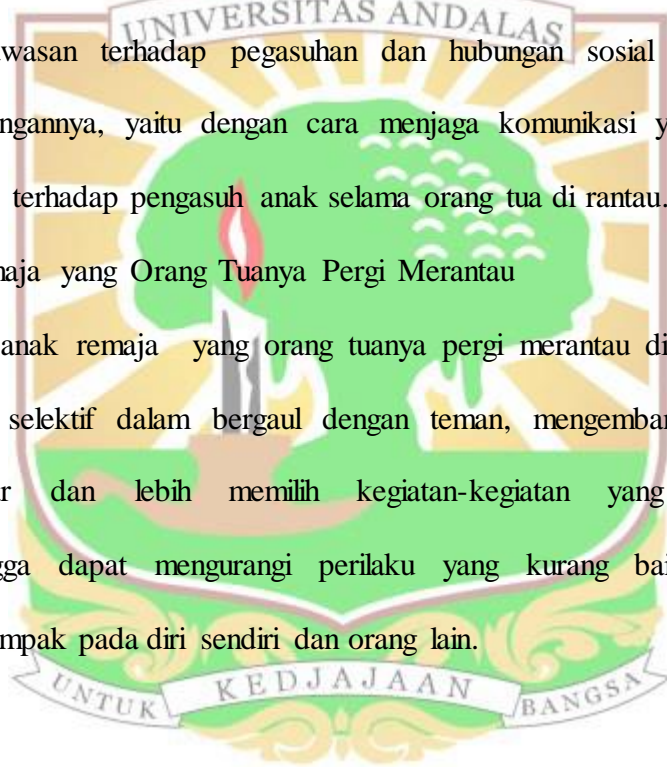 UNIVERSITAS ANDALAS
wasan terhadap pegasuhan dan hubungan sosial
ngannya, yaitu dengan cara menjaga komunikasi y
terhadap pengasuh anak selama orang tua di rantau.
naja yang Orang Tuanya Pergi Merantau
anak remaja yang orang tuanya pergi merantau di
selektif dalam bergaul dengan teman, mengemban
r dan lebih memilih kegiatan-kegiatan yang
gga dapat mengurangi perilaku yang kurang bai
mpak pada diri sendiri dan orang lain.
UNTUK KEDJAJAAN BANGSA